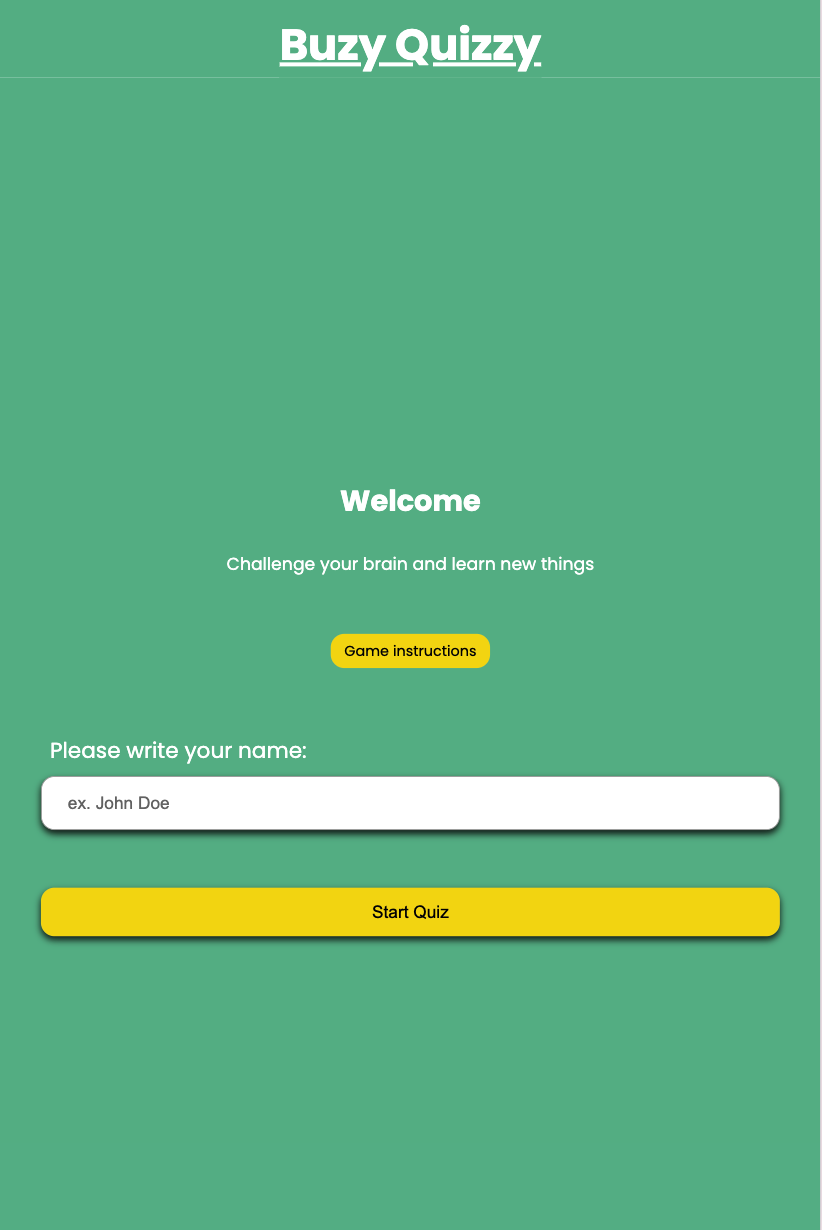 Buzy Quizzy
Welcome
Challenge your brain and learn new things
Game instructions
Please write your name:
ex. John Doe
Start Quiz